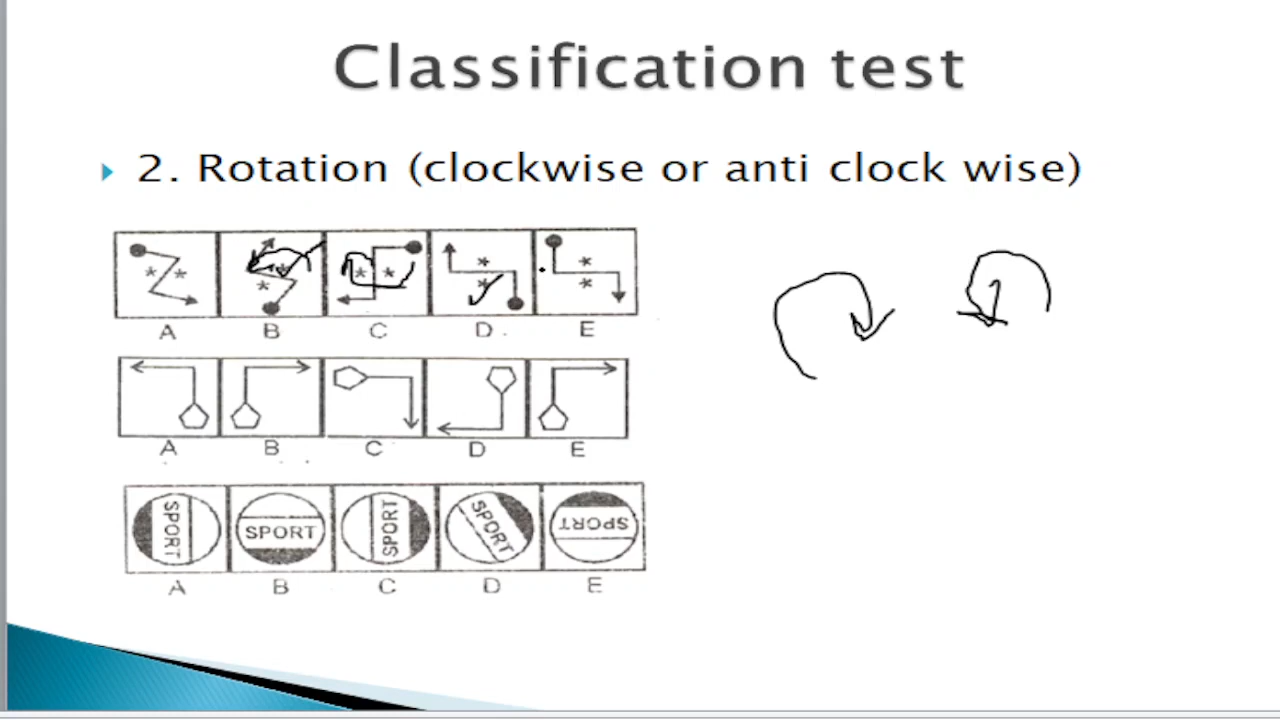 Classification test
2. Rotation (clockwise or anti clock wise)
A B C D E
A B C D E
SPORT SPORT SPORT SPORT SPORT
A B C D E